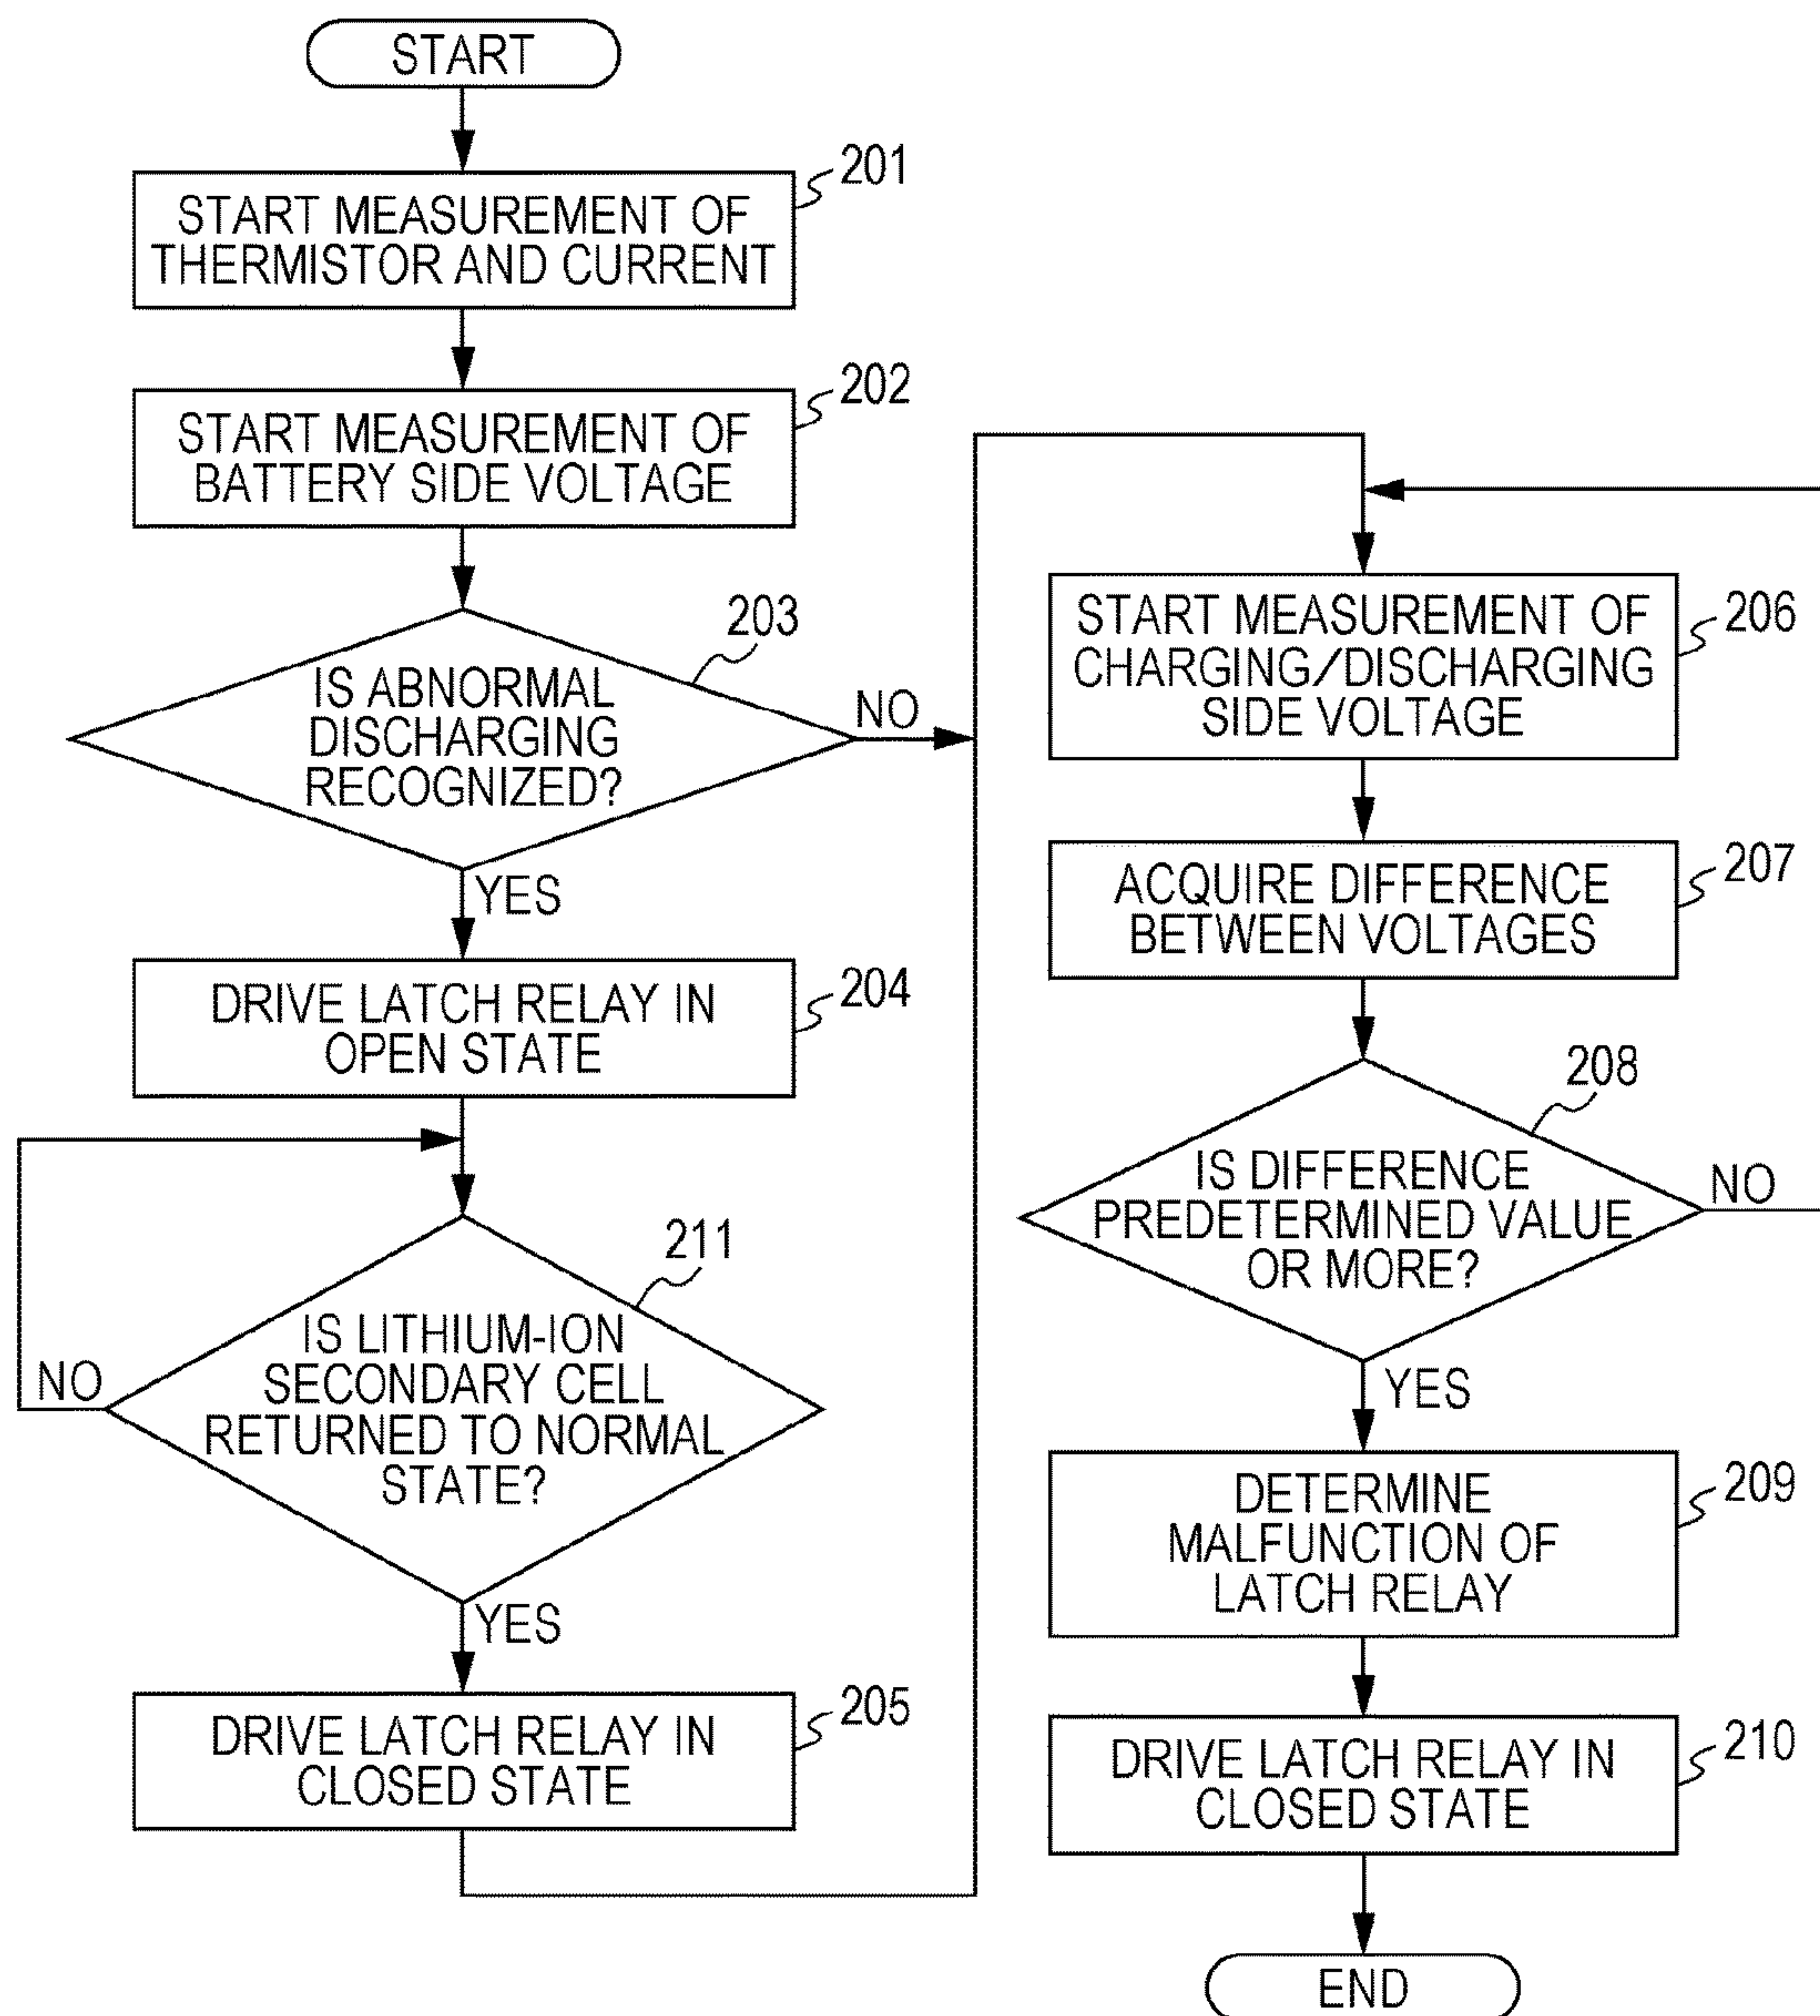 START
201
START MEASUREMENT OF
THERMISTOR AND CURRENT
202
START MEASUREMENT OF
BATTERY SIDE VOLTAGE
203
IS ABNORMAL
DISCHARGING
RECOGNIZED?
NO
YES
204
DRIVE LATCH RELAY IN
OPEN STATE
211
IS LITHIUM-ION
SECONDARY CELL
RETURNED TO NORMAL
STATE?
NO
YES
205
DRIVE LATCH RELAY IN
CLOSED STATE
206
START MEASUREMENT OF
CHARGING/DISCHARGING
SIDE VOLTAGE
207
ACQUIRE DIFFERENCE
BETWEEN VOLTAGES
208
IS DIFFERENCE
PREDETERMINED VALUE
OR MORE?
NO
YES
209
DETERMINE
MALFUNCTION OF
LATCH RELAY
210
DRIVE LATCH RELAY IN
CLOSED STATE
END